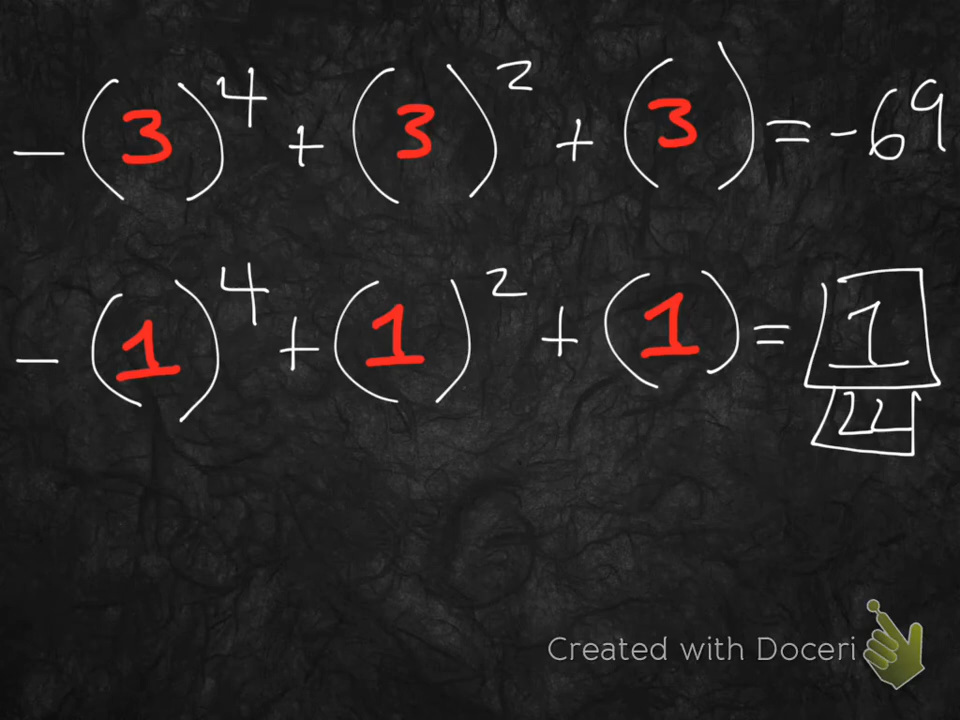 -(3)⁴ + (3)² + (3) = -69
-(1)⁴ + (1)² + (1) = 1
Created with Doceri